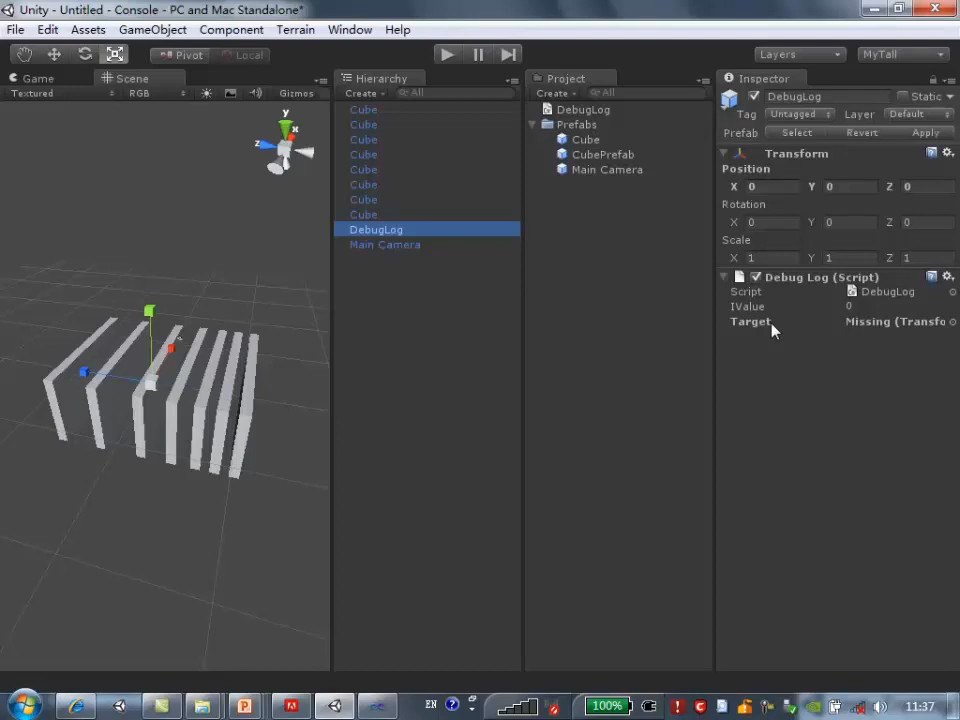 Unity - Untitled - Console - PC and Mac Standalone*
File Edit Assets GameObject Component Terrain Window Help
Pivot Local Layers MyTall
Game Scene Hierarchy Project Inspector
Textured RGB Gizmos Create All Create All DebugLog Static
Tag Untagged Layer Default
Prefab Select Revert Apply
Cube
Cube
Cube
Cube
Cube
Cube
Cube
Cube
DebugLog
Main Camera
DebugLog
Prefabs
Cube
CubePrefab
Main Camera
Transform
Position
X 0 Y 0 Z 0
Rotation
X 0 Y 0 Z 0
Scale
X 1 Y 1 Z 1
Debug Log (Script)
Script DebugLog
IValue 0
Target Missing (Transfo
y
x
z
EN 100% 11:37